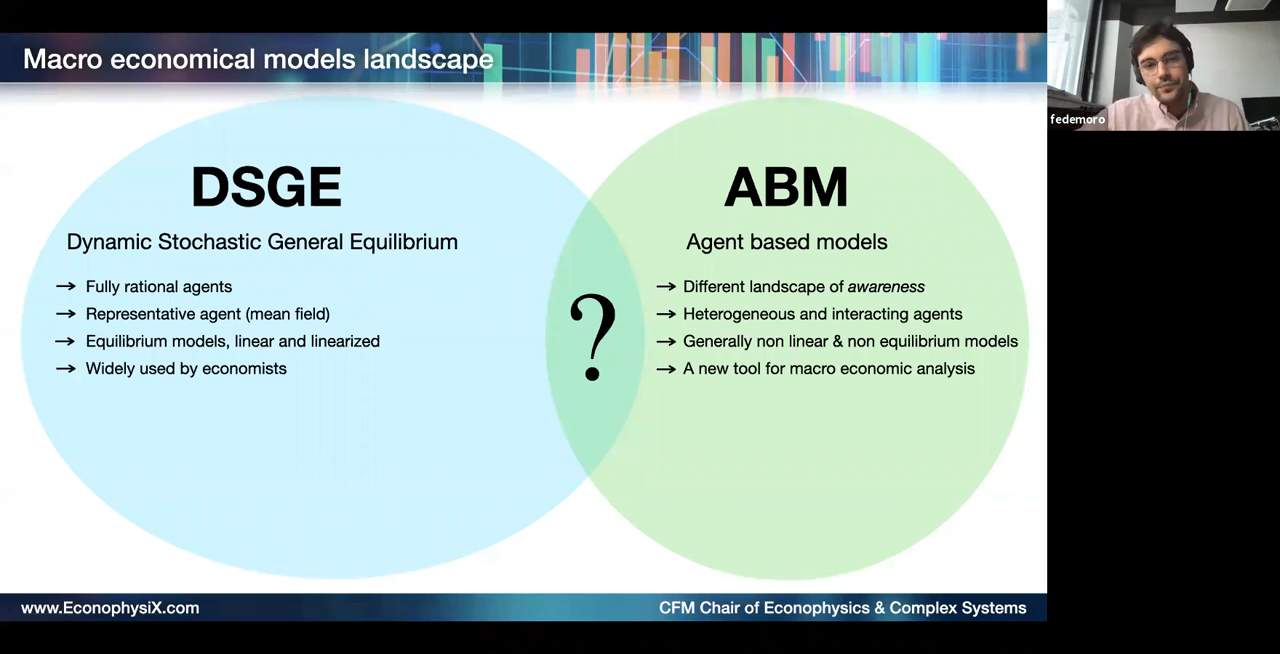 Macro economical models landscape
fedemoro
DSGE
Dynamic Stochastic General Equilibrium
→ Fully rational agents
→ Representative agent (mean field)
→ Equilibrium models, linear and linearized
→ Widely used by economists
?
ABM
Agent based models
→ Different landscape of awareness
→ Heterogeneous and interacting agents
→ Generally non linear & non equilibrium models
→ A new tool for macro economic analysis
www.EconophysiX.com
CFM Chair of Econophysics & Complex Systems